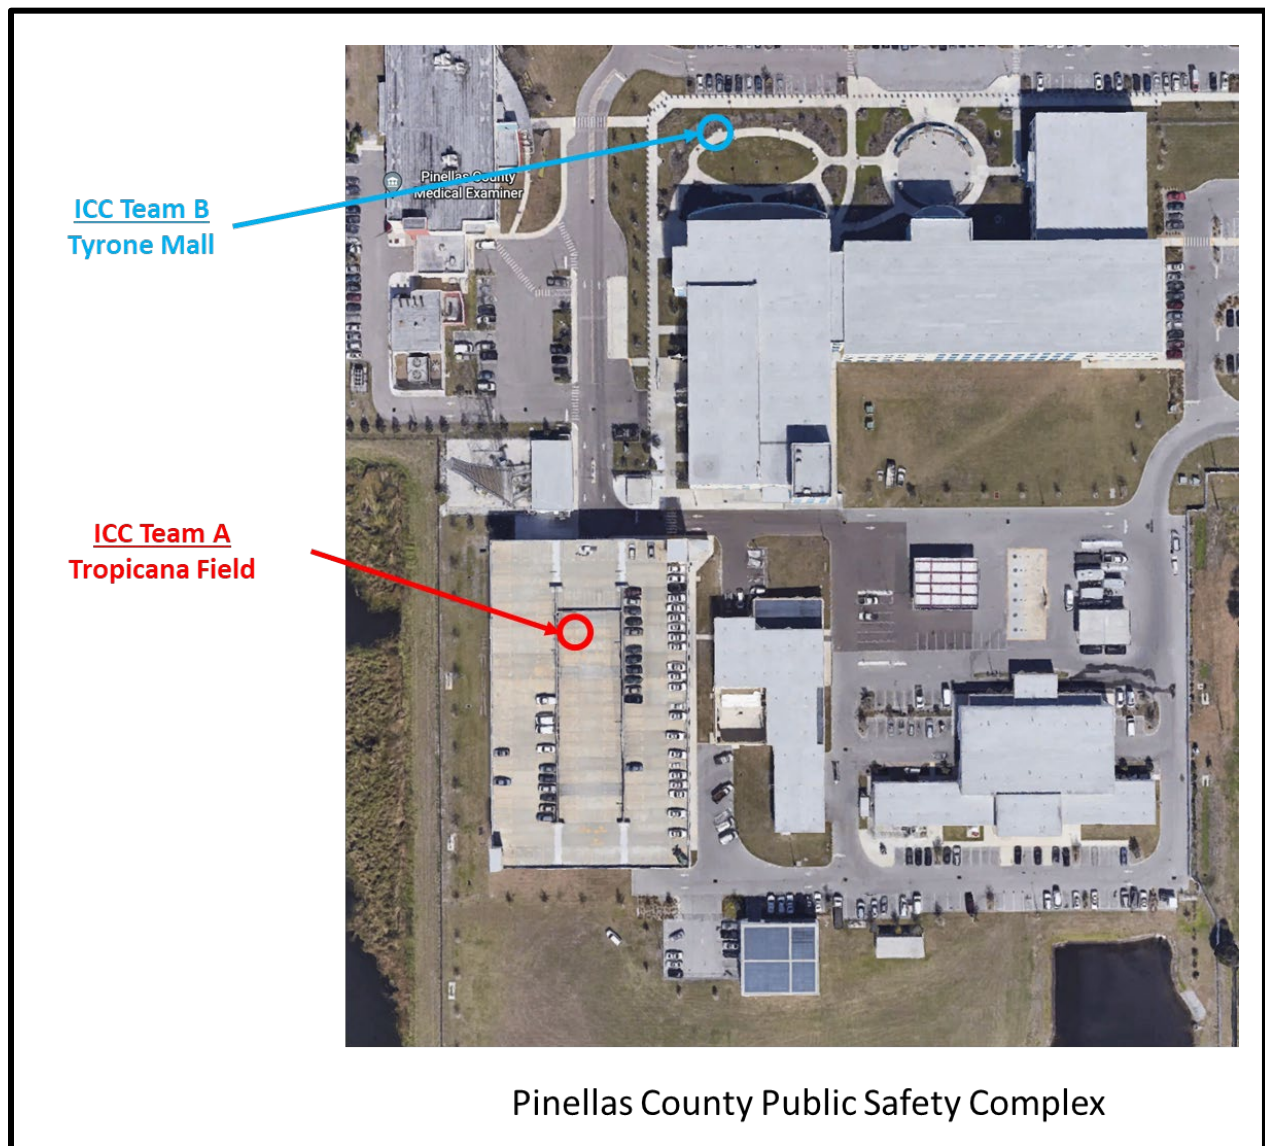 Pinellas County
Medical Examiner
ICC Team B
Tyrone Mall
ICC Team A
Tropicana Field
Pinellas County Public Safety Complex